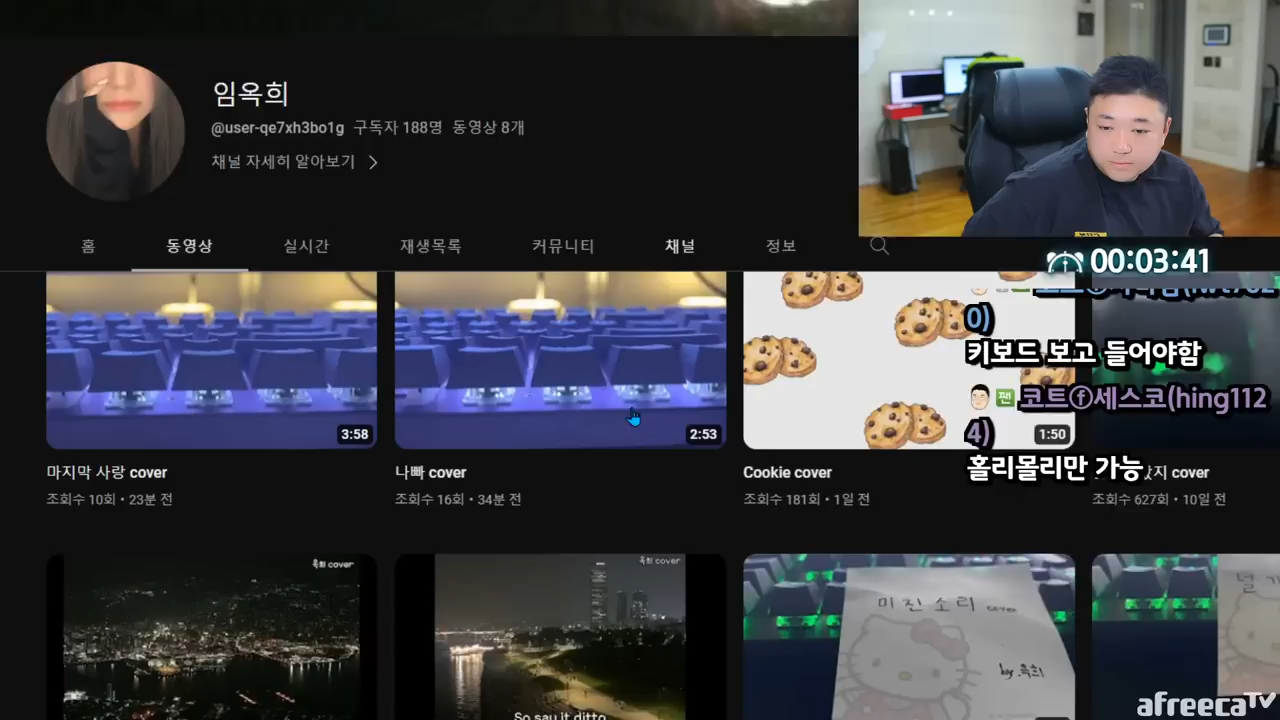 임옥희
@user-qe7xh3bo1g 구독자 188명 동영상 8개
채널 자세히 알아보기
홈 동영상 실시간 재생목록 커뮤니티 채널 정보
00:03:41
0)
키보드 보고 들어야함
팬 코트ⓕ세스코(hing112
4)
홀리몰리만 가능
3:58
2:53
1:50
마지막 사랑 cover
조회수 10회 • 23분 전
나빠 cover
조회수 16회 • 34분 전
Cookie cover
조회수 181회 • 1일 전
cover
조회수 627회 • 10일 전
옥희 cover
옥희 cover
So say it ditto
미친소리 cover
by.옥희
afreecaTV